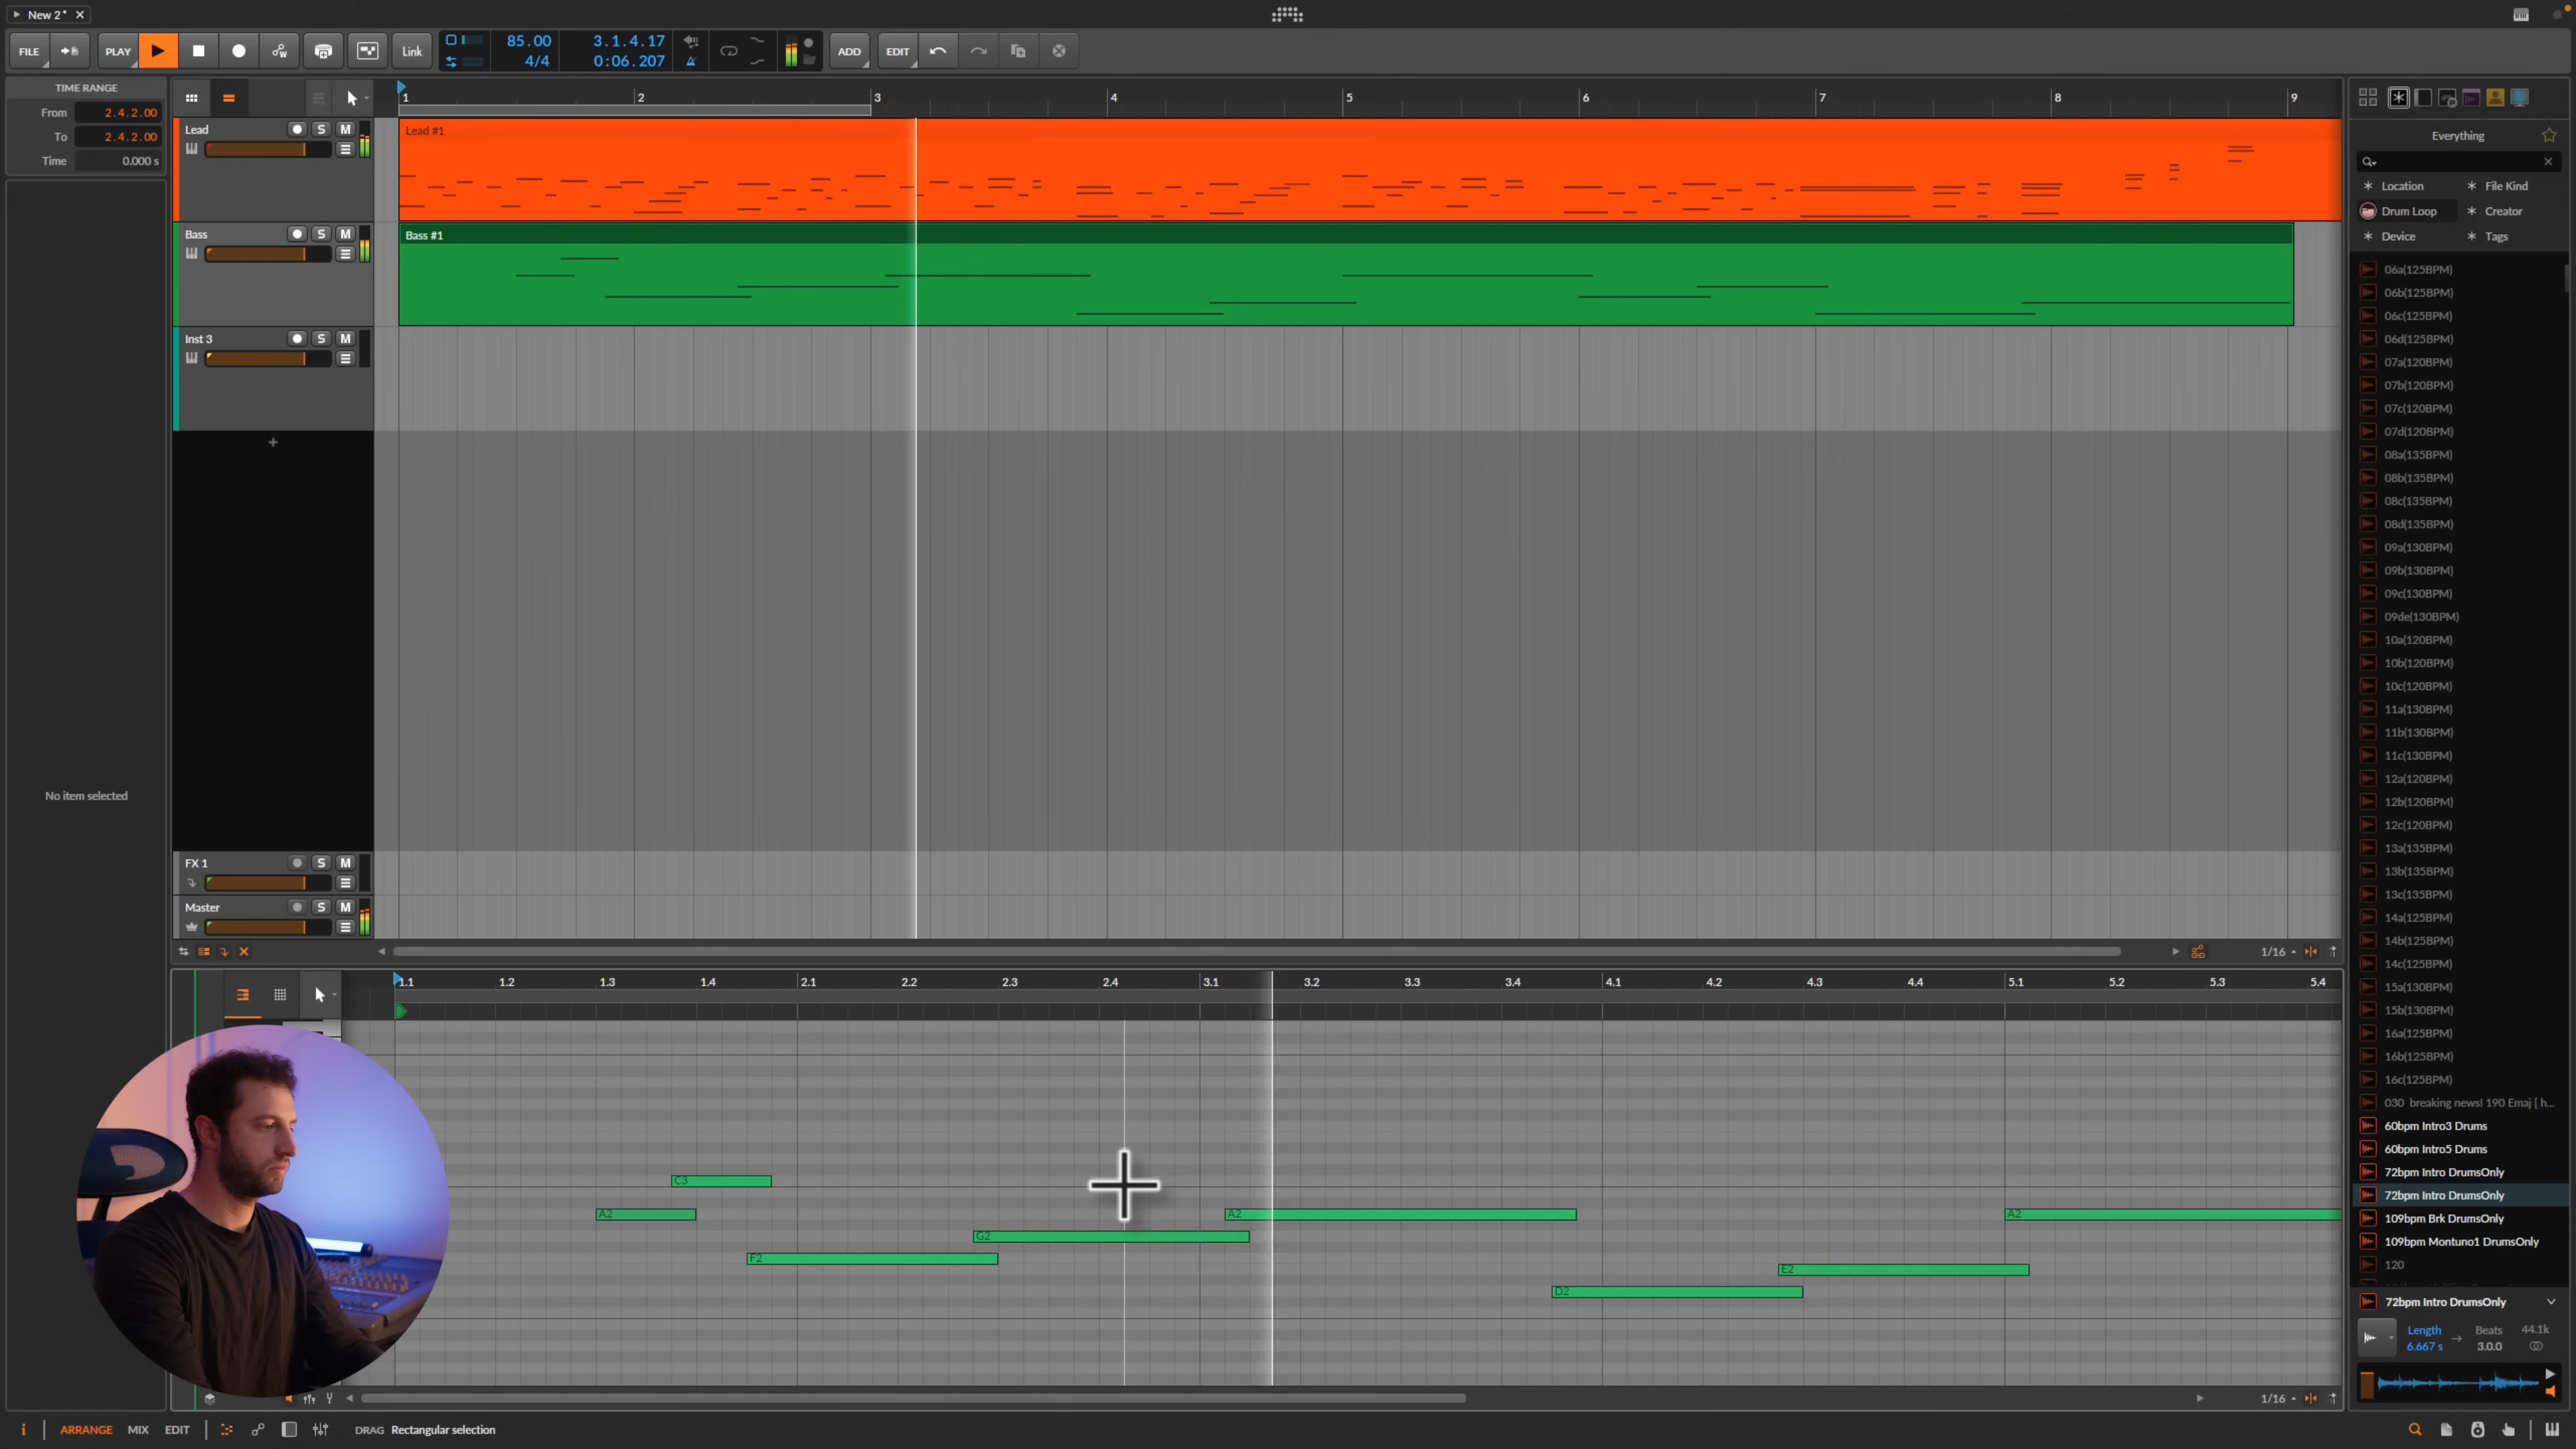 New 2*
FILE PLAY Link 85.00 3.1.4.17 ADD EDIT
4/4 0:06.207
TIME RANGE
From 2.4.2.00
To 2.4.2.00
Time 0.000 s
No item selected
1 2 3 4 5 6 7 8 9
Lead S M
Lead #1
Bass S M
Bass #1
Inst 3 S M
+
FX 1 S M
Master S M
1/16
1.1 1.2 1.3 1.4 2.1 2.2 2.3 2.4 3.1 3.2 3.3 3.4 4.1 4.2 4.3 4.4 5.1 5.2 5.3 5.4
C3
A2 A2 A2
G2
F2
E2
D2
1/16
ARRANGE MIX EDIT DRAG Rectangular selection
Everything
Location File Kind
Drum Loop Creator
Device Tags
06a(125BPM)
06b(125BPM)
06c(125BPM)
06d(125BPM)
07a(120BPM)
07b(120BPM)
07c(120BPM)
07d(120BPM)
08a(135BPM)
08b(135BPM)
08c(135BPM)
08d(135BPM)
09a(130BPM)
09b(130BPM)
09c(130BPM)
09de(130BPM)
10a(120BPM)
10b(120BPM)
10c(120BPM)
11a(130BPM)
11b(130BPM)
11c(130BPM)
12a(120BPM)
12b(120BPM)
12c(120BPM)
13a(135BPM)
13b(135BPM)
13c(135BPM)
14a(125BPM)
14b(125BPM)
14c(125BPM)
15a(130BPM)
15b(130BPM)
16a(125BPM)
16b(125BPM)
16c(125BPM)
030 breaking news! 190 Emaj [ h...
60bpm Intro3 Drums
60bpm Intro5 Drums
72bpm Intro DrumsOnly
72bpm Intro DrumsOnly
109bpm Brk DrumsOnly
109bpm Montuno1 DrumsOnly
120
72bpm Intro DrumsOnly
Length Beats 44.1k
6.667 s 3.0.0